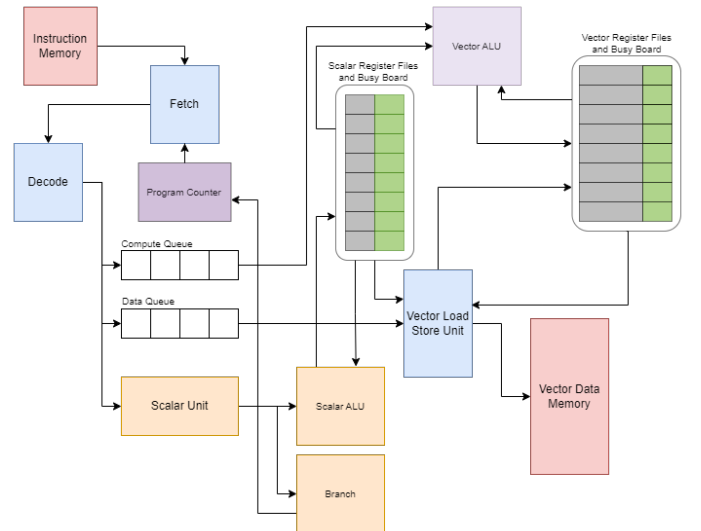 Instruction
Memory
Vector ALU
Vector Register Files
and Busy Board
Scalar Register Files
and Busy Board
Fetch
Decode
Program Counter
Compute Queue
Data Queue
Vector Load
Store Unit
Scalar Unit
Scalar ALU
Vector Data
Memory
Branch